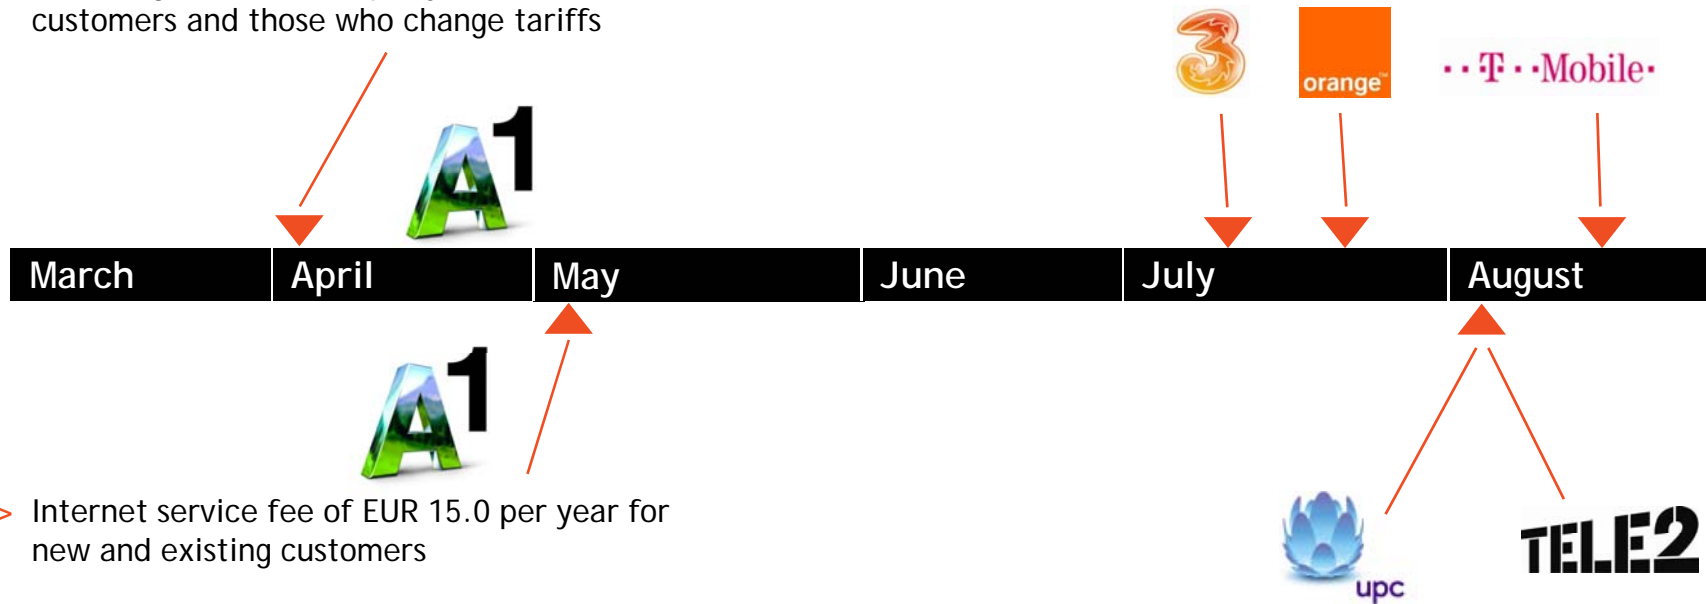 customers and those who change tariffs
3
orange™
··T··Mobile·
A1
March April May June July August
A1
> Internet service fee of EUR 15.0 per year for
new and existing customers
upc
TELE2